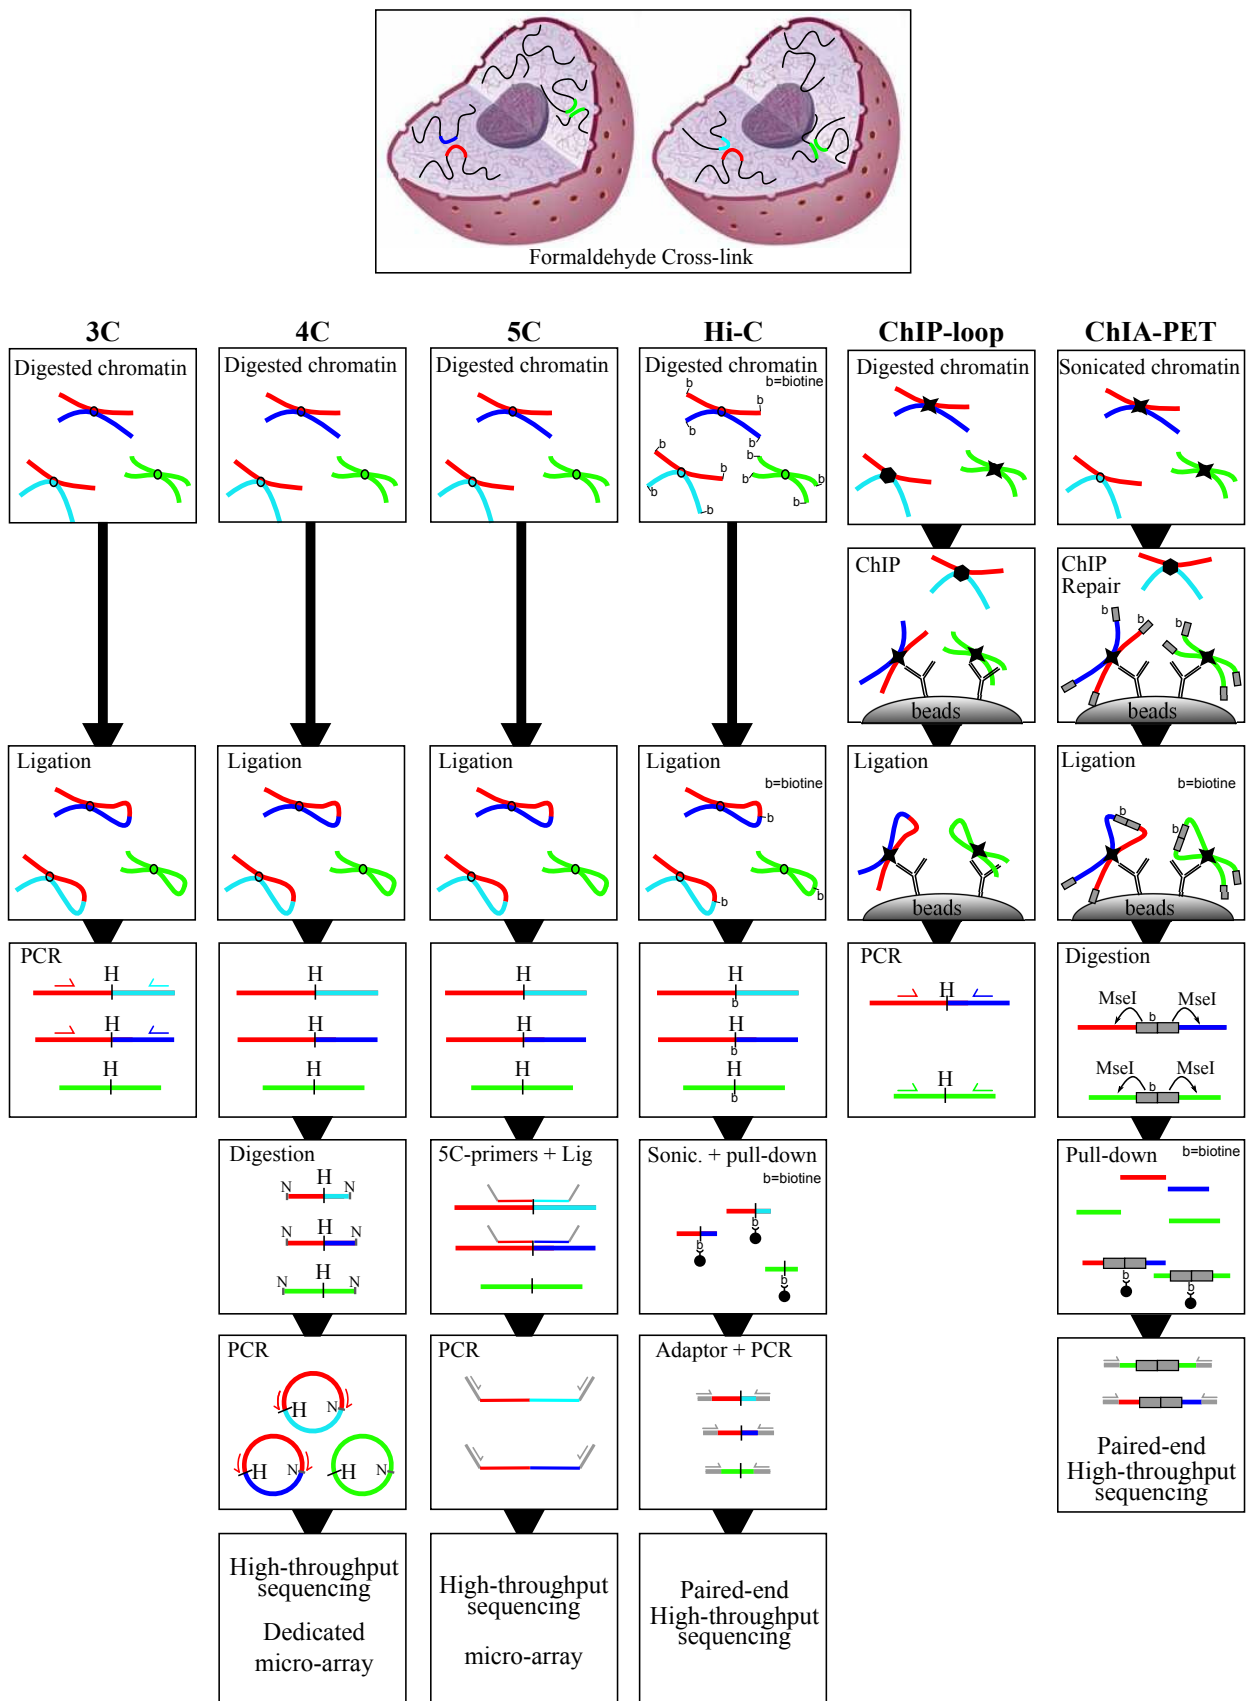 Formaldehyde Cross-link
3C
4C
5C
Hi-C
ChIP-loop
ChIA-PET
Digested chromatin
Digested chromatin
Digested chromatin
Digested chromatin
b=biotine
b
b
b
b
b
b
b
b
b
b
b
Digested chromatin
Sonicated chromatin
ChIP
beads
ChIP
Repair
b
b
beads
Ligation
Ligation
Ligation
Ligation
b=biotine
b
b
b
Ligation
beads
Ligation
b=biotine
b
b
beads
PCR
H
H
H
H
H
H
H
H
H
H
b
H
b
H
b
PCR
H
H
Digestion
MseI
b
MseI
MseI
b
MseI
Digestion
N
H
N
N
H
N
N
H
N
5C-primers + Lig
Sonic. + pull-down
b=biotine
b
b
b
Pull-down
b=biotine
b
b
PCR
H
N
H
N
H
N
PCR
Adaptor + PCR
Paired-end
High-throughput
sequencing
High-throughput
sequencing
Dedicated
micro-array
High-throughput
sequencing
micro-array
Paired-end
High-throughput
sequencing